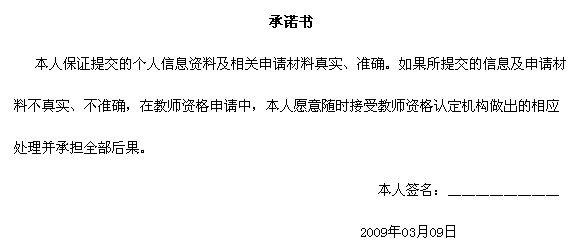 承诺书
本人保证提交的个人信息资料及相关申请材料真实、准确。如果所提交的信息及申请材
料不真实、不准确，在教师资格申请中，本人愿意随时接受教师资格认定机构做出的相应
处理并承担全部后果。
本人签名：＿＿＿＿＿＿＿＿
2009年03月09日